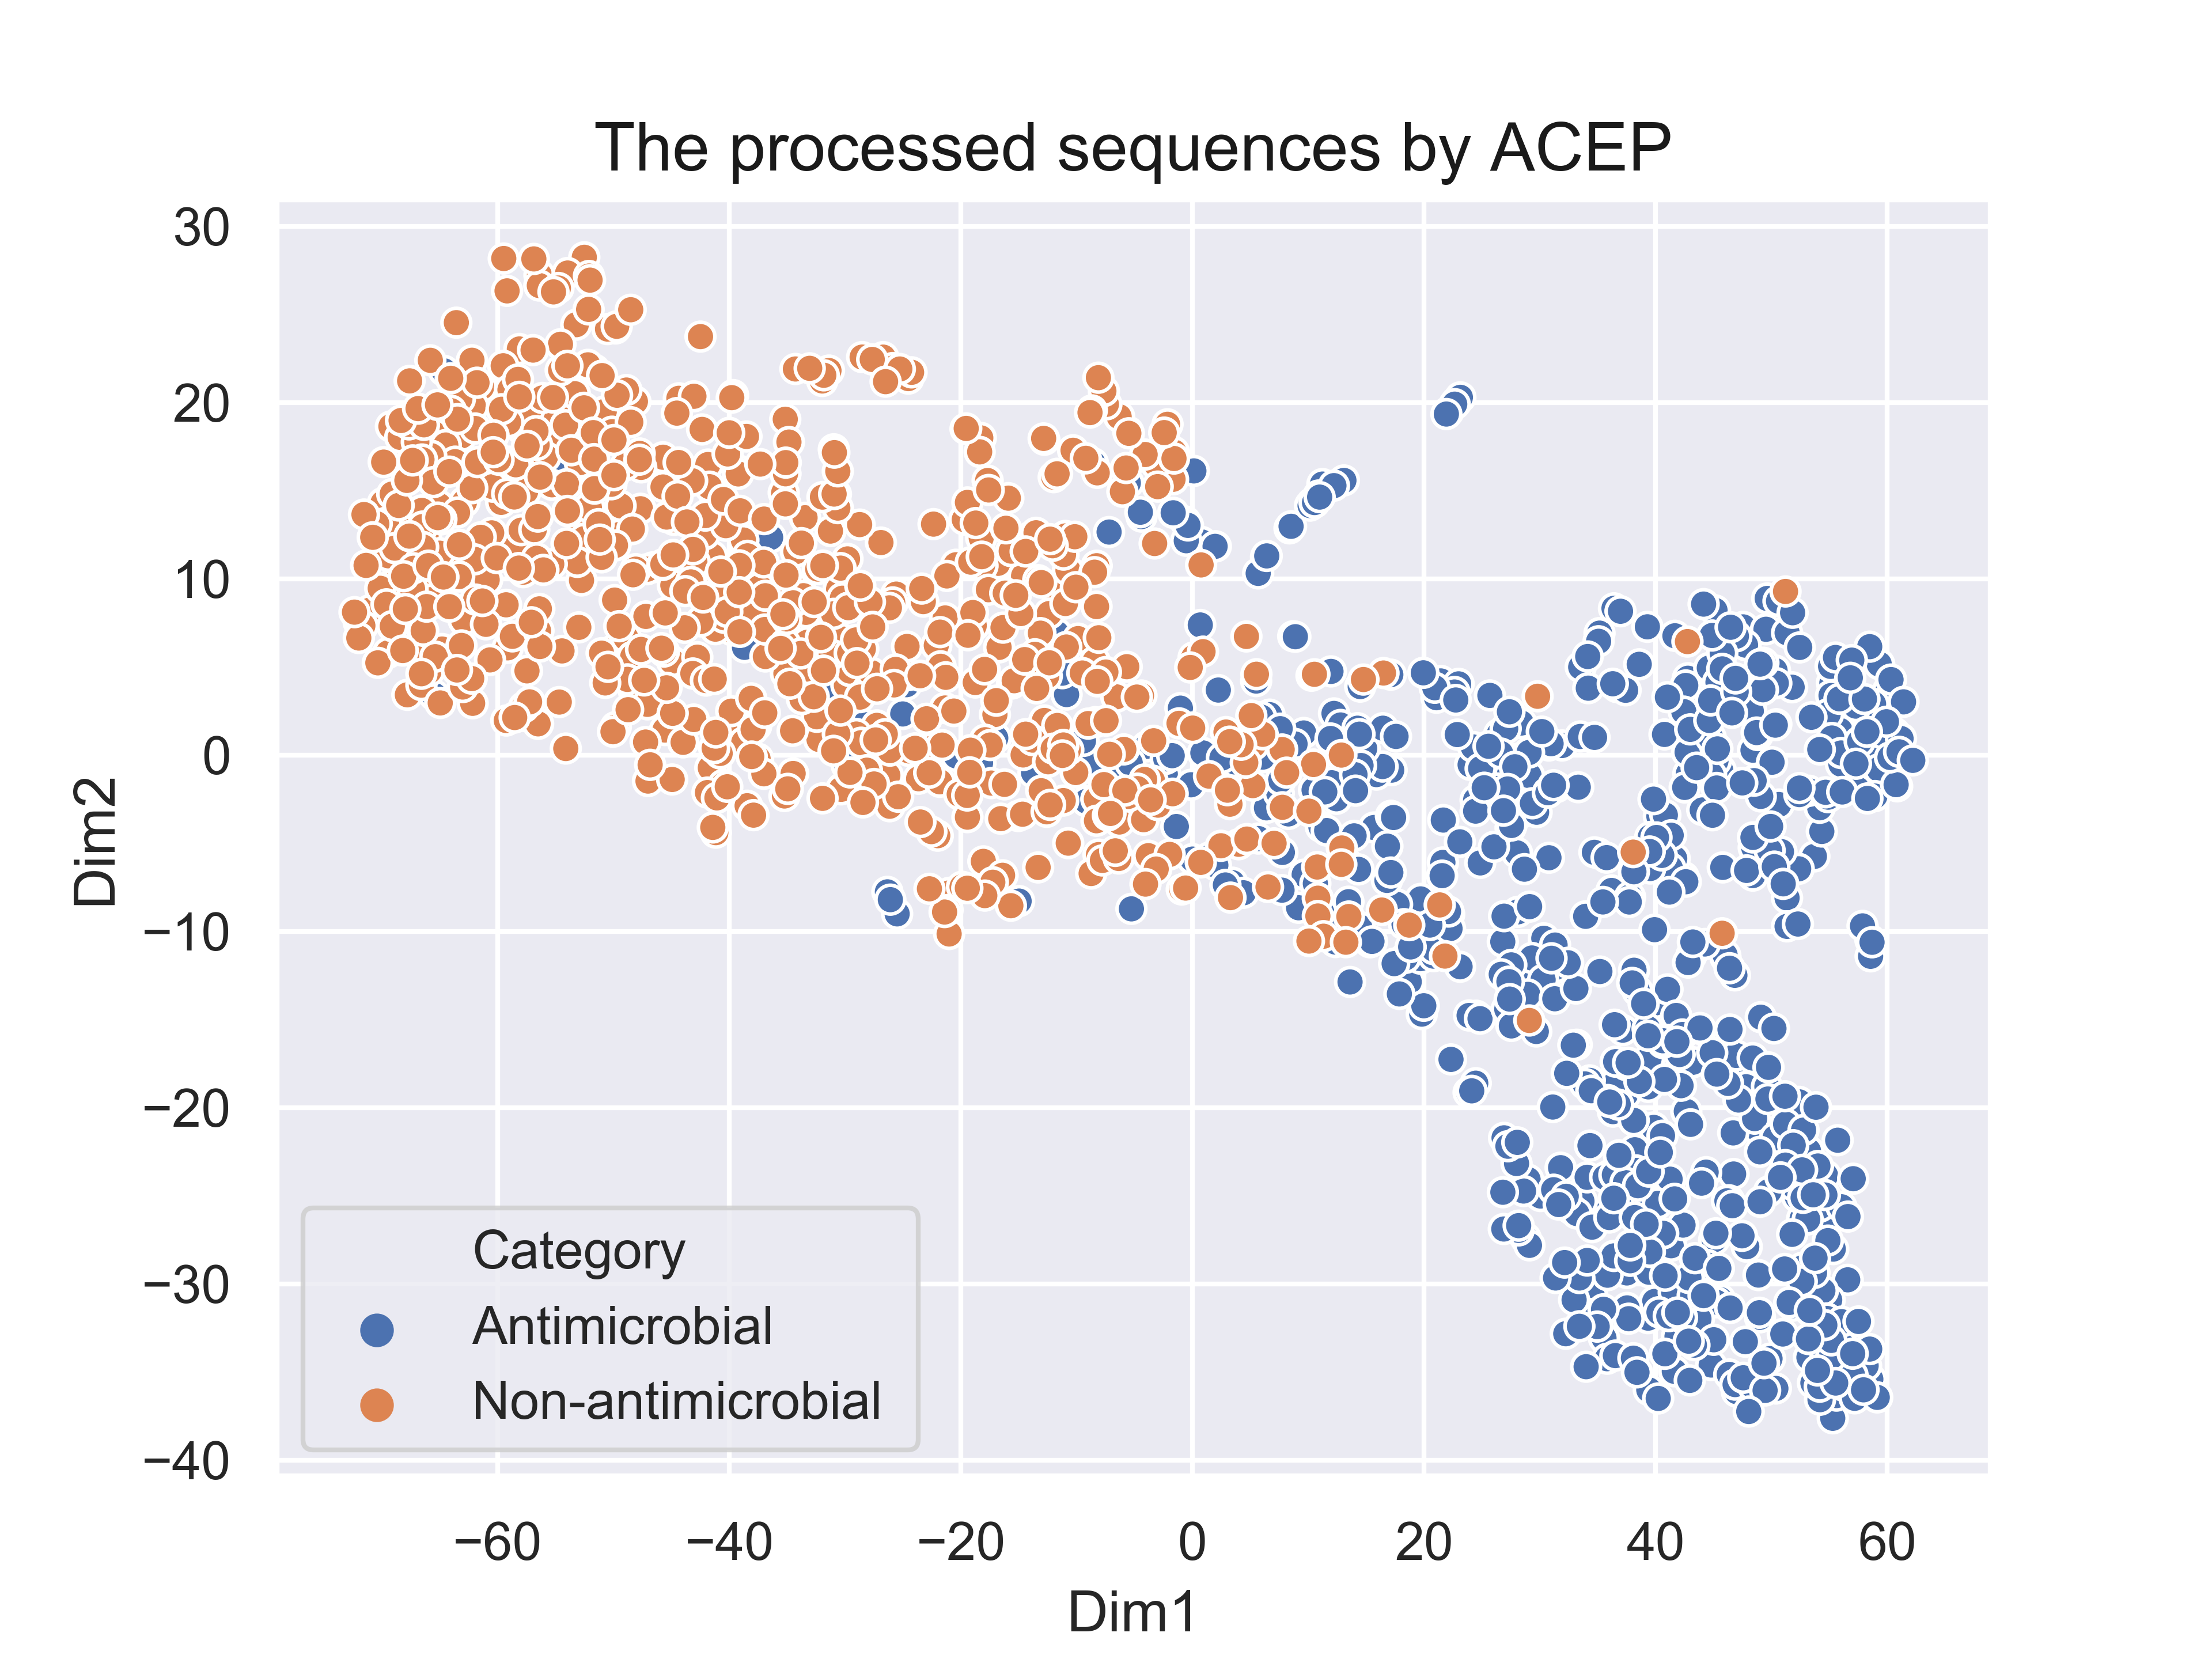 The processed sequences by ACEP
30
20
10
0
−10
−20
−30
−40
Dim2
Category
Antimicrobial
Non-antimicrobial
−60 −40 −20 0 20 40 60
Dim1